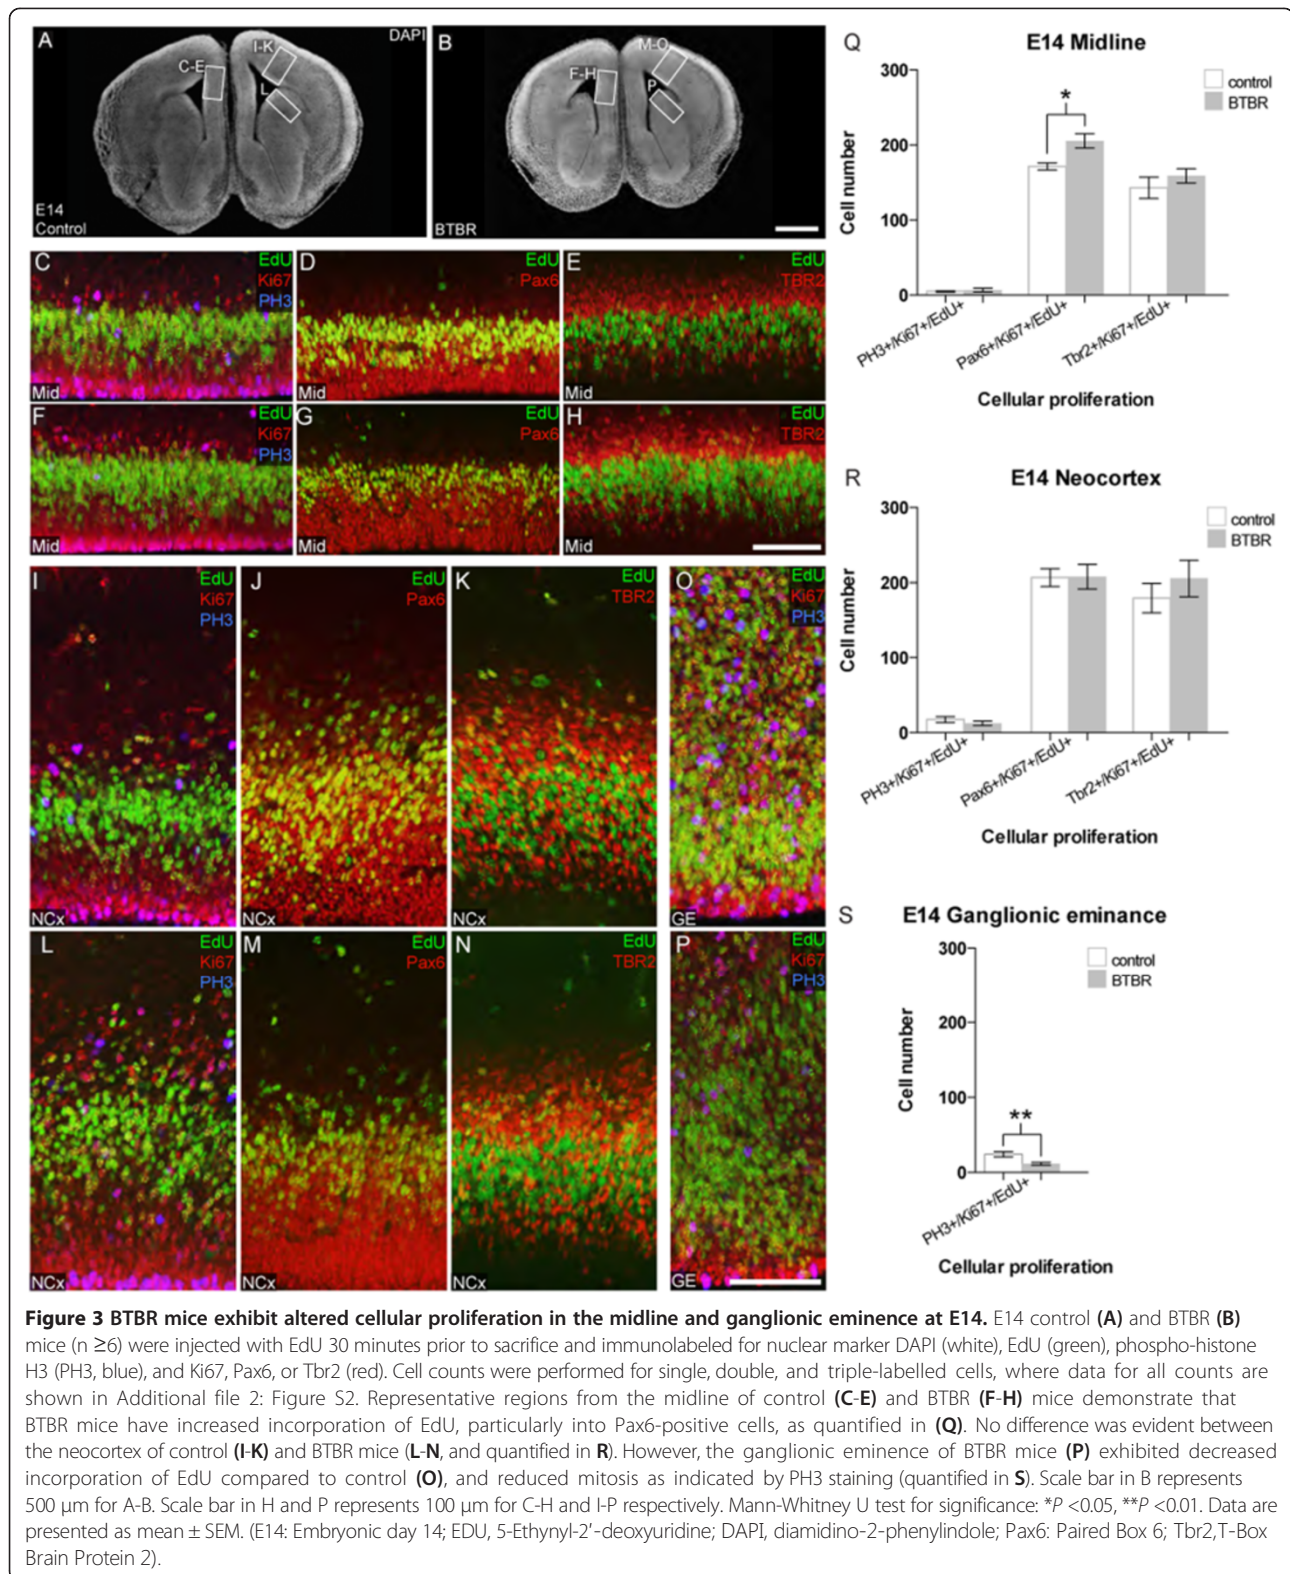 A
DAPI
I-K
C-E
L
E14
Control
B
M-O
F-H
P
BTBR
C
EdU
Ki67
PH3
Mid
D
EdU
Pax6
E
EdU
TBR2
Mid
F
EdU
Ki67
PH3
Mid
G
EdU
Pax6
H
EdU
TBR2
Mid
I
EdU
Ki67
PH3
NCx
J
EdU
Pax6
NCx
K
EdU
TBR2
NCx
O
EdU
Ki67
PH3
GE
L
EdU
Ki67
PH3
NCx
M
EdU
Pax6
NCx
N
EdU
TBR2
NCx
P
EdU
Ki67
PH3
GE
Q
E14 Midline
control
BTBR
Cell number
300
200
100
0
*
PH3+/Ki67+/EdU+
Pax6+/Ki67+/EdU+
Tbr2+/Ki67+/EdU+
Cellular proliferation
R
E14 Neocortex
control
BTBR
Cell number
300
200
100
0
PH3+/Ki67+/EdU+
Pax6+/Ki67+/EdU+
Tbr2+/Ki67+/EdU+
Cellular proliferation
S
E14 Ganglionic eminance
control
BTBR
Cell number
300
200
100
0
**
PH3+/Ki67+/EdU+
Cellular proliferation
Figure 3 BTBR mice exhibit altered cellular proliferation in the midline and ganglionic eminence at E14. E14 control (A) and BTBR (B)
mice (n ≥6) were injected with EdU 30 minutes prior to sacrifice and immunolabeled for nuclear marker DAPI (white), EdU (green), phospho-histone
H3 (PH3, blue), and Ki67, Pax6, or Tbr2 (red). Cell counts were performed for single, double, and triple-labelled cells, where data for all counts are
shown in Additional file 2: Figure S2. Representative regions from the midline of control (C-E) and BTBR (F-H) mice demonstrate that
BTBR mice have increased incorporation of EdU, particularly into Pax6-positive cells, as quantified in (Q). No difference was evident between
the neocortex of control (I-K) and BTBR mice (L-N, and quantified in R). However, the ganglionic eminence of BTBR mice (P) exhibited decreased
incorporation of EdU compared to control (O), and reduced mitosis as indicated by PH3 staining (quantified in S). Scale bar in B represents
500 μm for A-B. Scale bar in H and P represents 100 μm for C-H and I-P respectively. Mann-Whitney U test for significance: *P <0.05, **P <0.01. Data are
presented as mean ± SEM. (E14: Embryonic day 14; EDU, 5-Ethynyl-2′-deoxyuridine; DAPI, diamidino-2-phenylindole; Pax6: Paired Box 6; Tbr2,T-Box
Brain Protein 2).